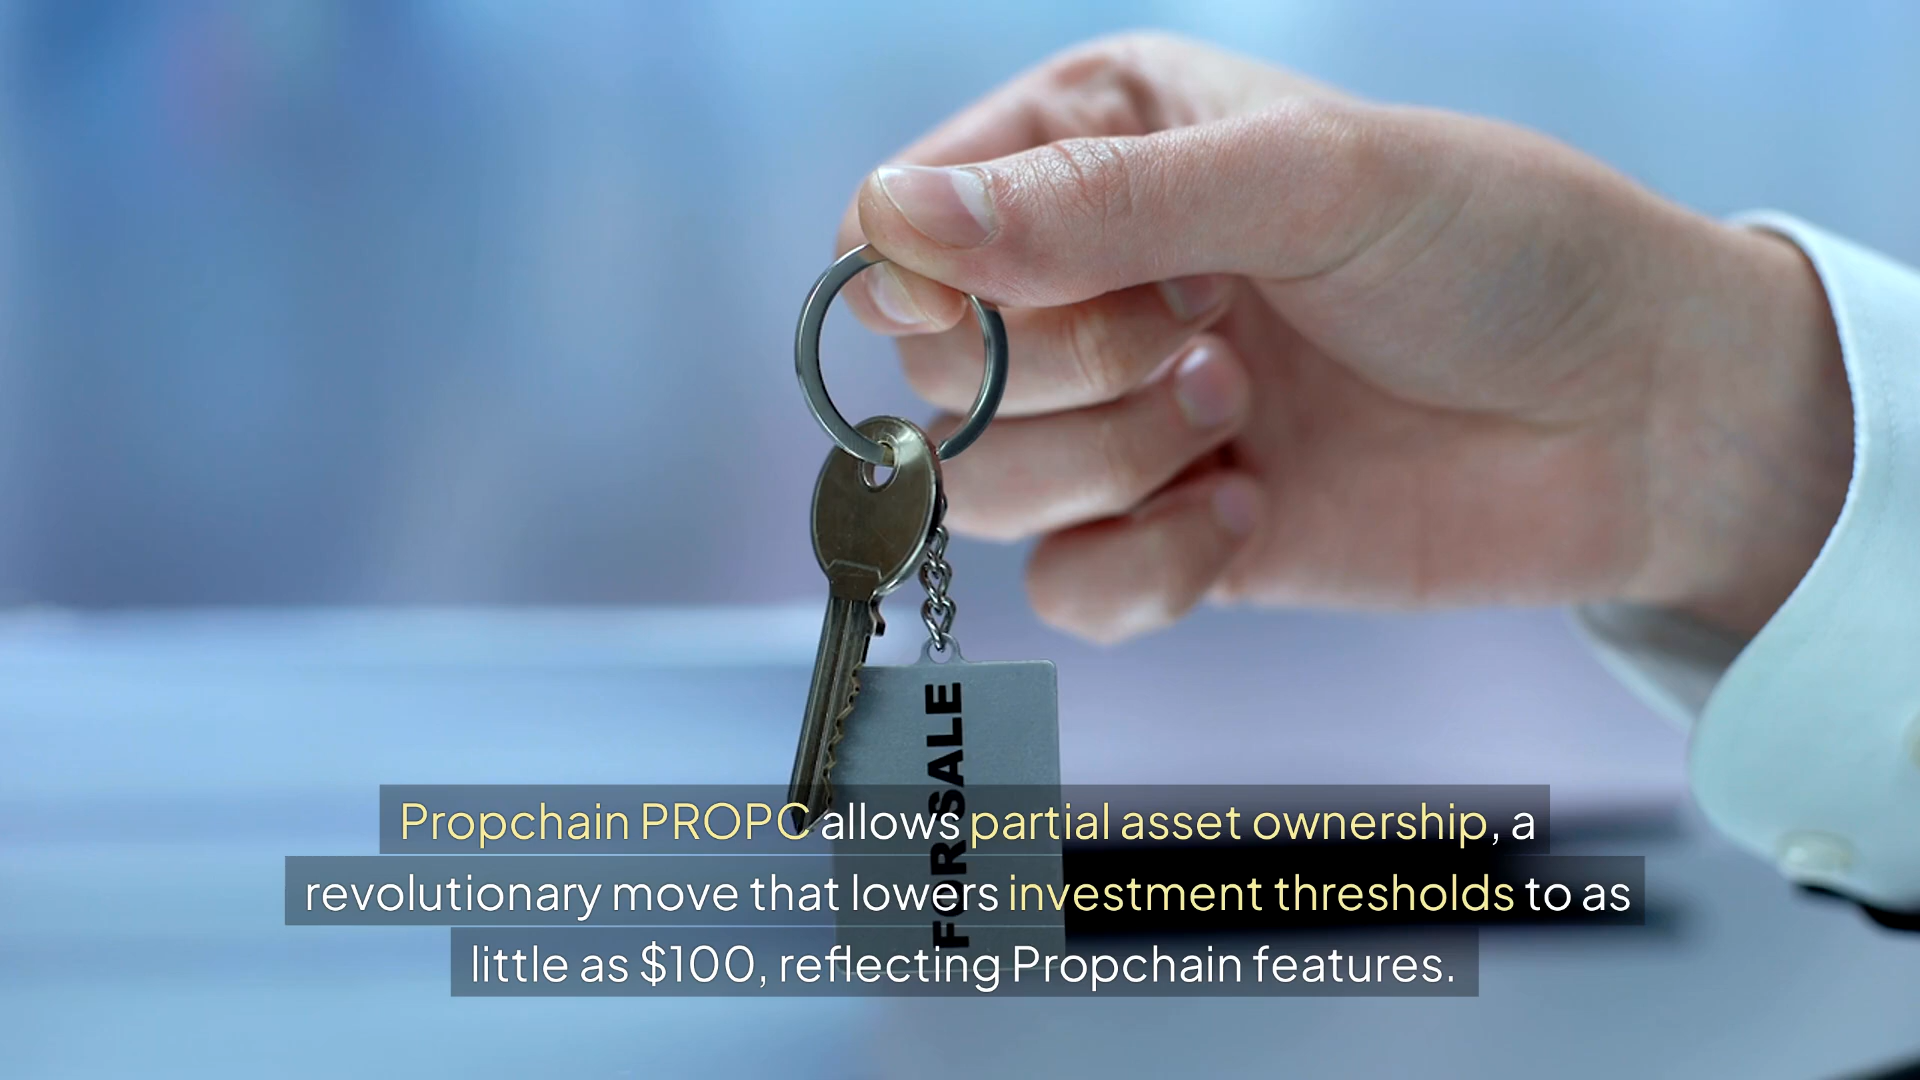 FOR SALE
Propchain PROPC allows partial asset ownership, a
revolutionary move that lowers investment thresholds to as
little as $100, reflecting Propchain features.